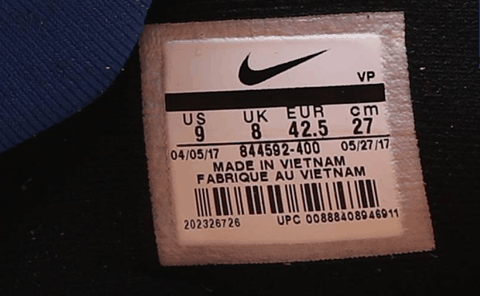 VP
US UK EUR cm
9 8 42.5 27
04/05/17 844592-400 05/27/17
MADE IN VIETNAM
FABRIQUE AU VIETNAM
202326726 UPC 00888408946911